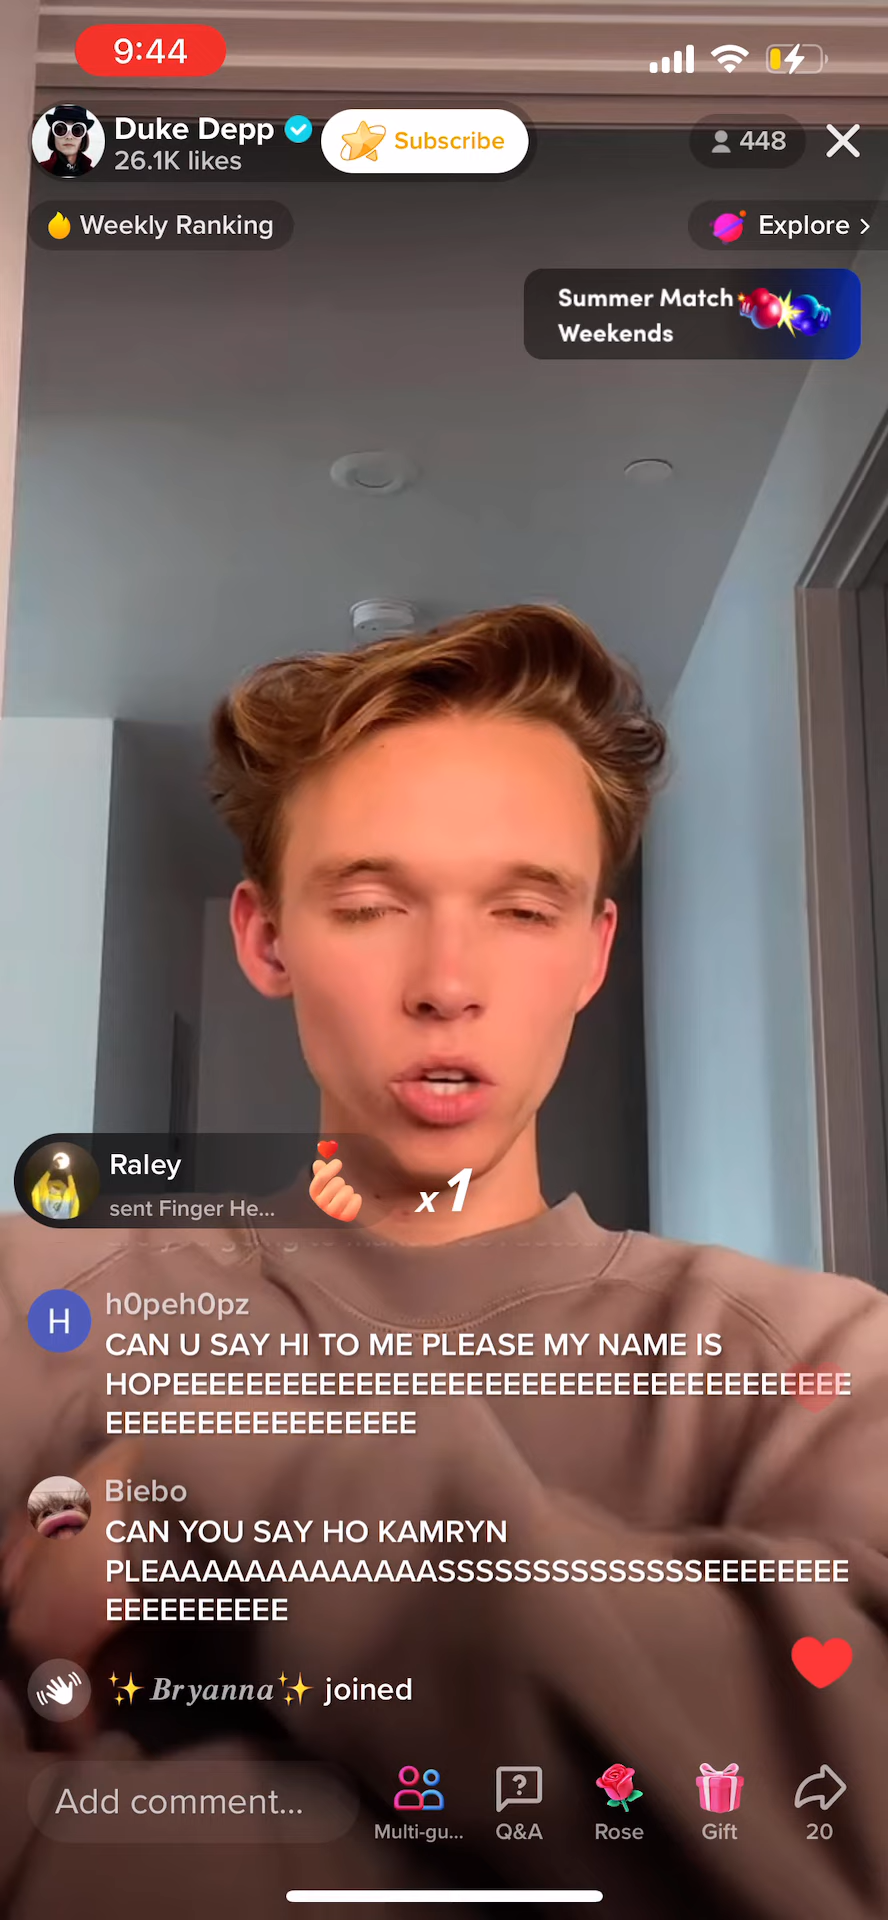 9:44
Duke Depp
26.1K likes
Subscribe
448
Weekly Ranking
Explore >
Summer Match
Weekends
Raley
sent Finger He...
x1
H
h0peh0pz
CAN U SAY HI TO ME PLEASE MY NAME IS
HOPEEEEEEEEEEEEEEEEEEEEEEEEEEEEEEEEEEEEEE
EEEEEEEEEEEEEEEEE
Biebo
CAN YOU SAY HO KAMRYN
PLEAAAAAAAAAAAAASSSSSSSSSSSSSSEEEEEEEE
EEEEEEEEEE
✨ Bryanna✨ joined
Add comment...
Multi-gu...
Q&A
Rose
Gift
20